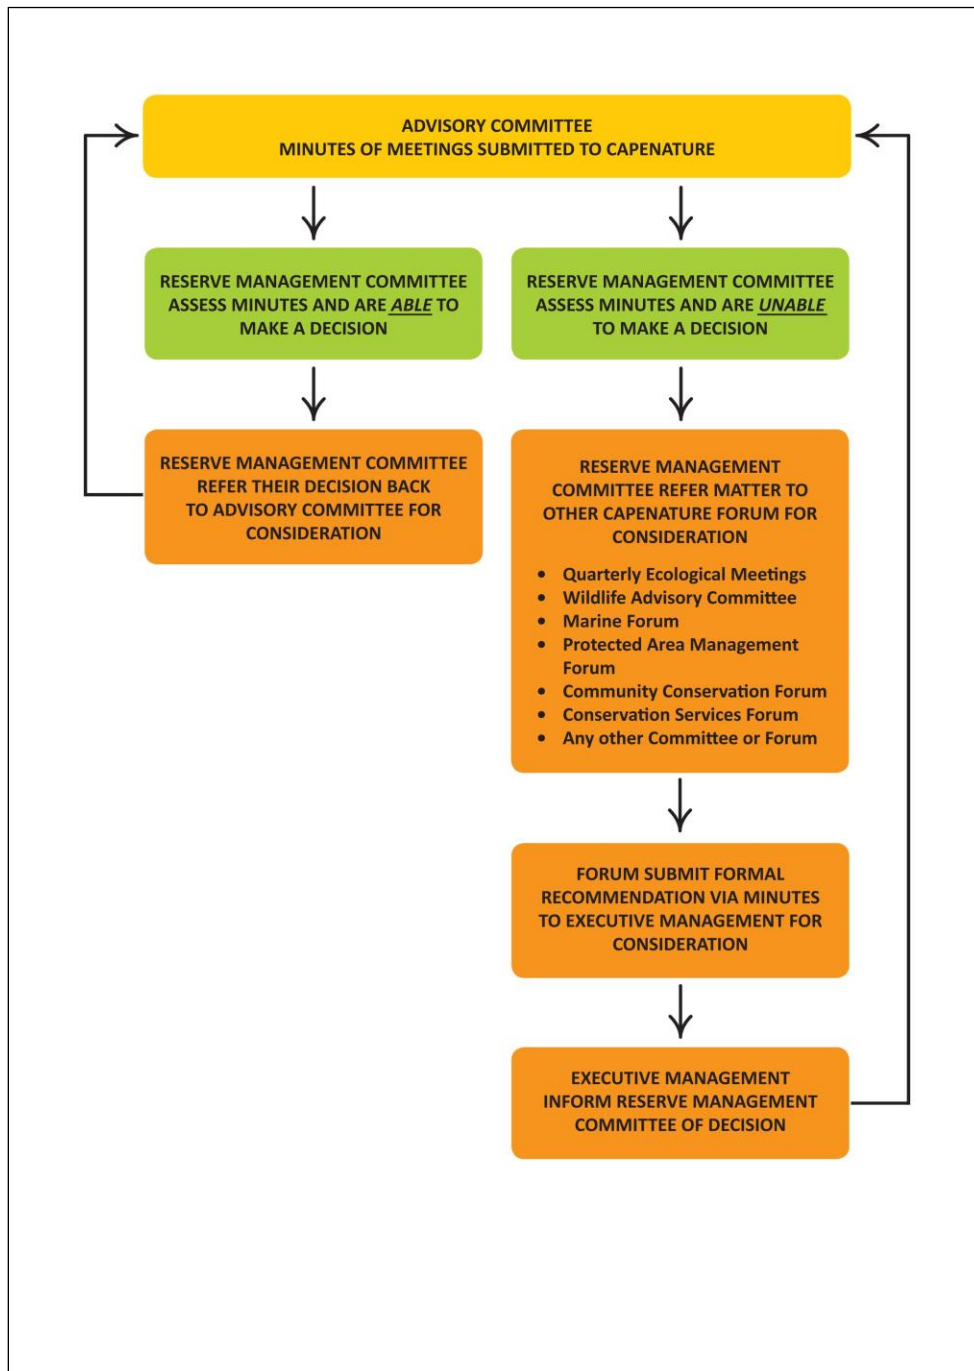 ADVISORY COMMITTEE
MINUTES OF MEETINGS SUBMITTED TO CAPENATURE
RESERVE MANAGEMENT COMMITTEE
ASSESS MINUTES AND ARE ABLE TO
MAKE A DECISION
RESERVE MANAGEMENT COMMITTEE
ASSESS MINUTES AND ARE UNABLE
TO MAKE A DECISION
RESERVE MANAGEMENT COMMITTEE
REFER THEIR DECISION BACK
TO ADVISORY COMMITTEE FOR
CONSIDERATION
RESERVE MANAGEMENT
COMMITTEE REFER MATTER TO
OTHER CAPENATURE FORUM FOR
CONSIDERATION
• Quarterly Ecological Meetings
• Wildlife Advisory Committee
• Marine Forum
• Protected Area Management
Forum
• Community Conservation Forum
• Conservation Services Forum
• Any other Committee or Forum
FORUM SUBMIT FORMAL
RECOMMENDATION VIA MINUTES
TO EXECUTIVE MANAGEMENT FOR
CONSIDERATION
EXECUTIVE MANAGEMENT
INFORM RESERVE MANAGEMENT
COMMITTEE OF DECISION